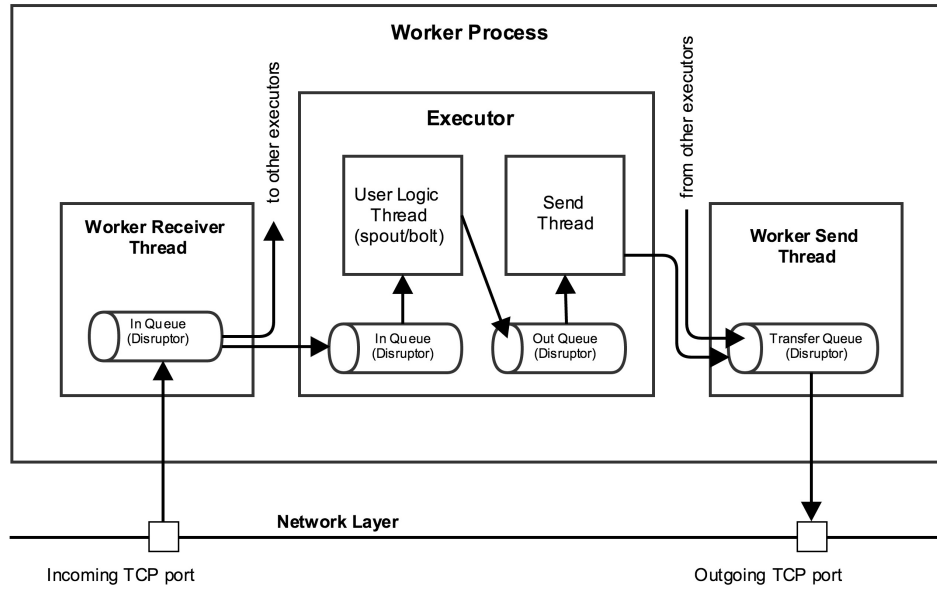 Worker Process
to other executors
from other executors
Executor
User Logic
Thread
(spout/bolt)
Send
Thread
Worker Receiver
Thread
Worker Send
Thread
In Queue
(Disruptor)
In Queue
(Disruptor)
Out Queue
(Disruptor)
Transfer Queue
(Disruptor)
Network Layer
Incoming TCP port
Outgoing TCP port